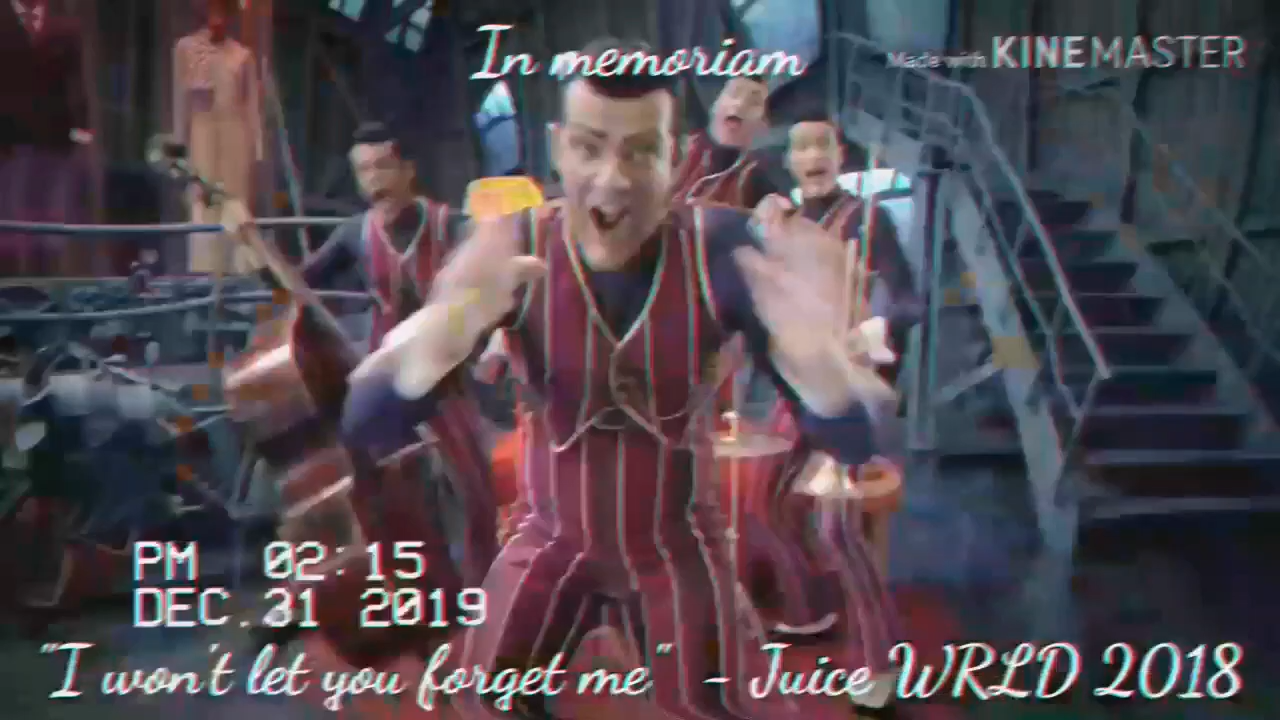 In memoriam
Made with KINEMASTER
PM 02:15
DEC.31 2019
"I won't let you forget me" - Juice WRLD 2018